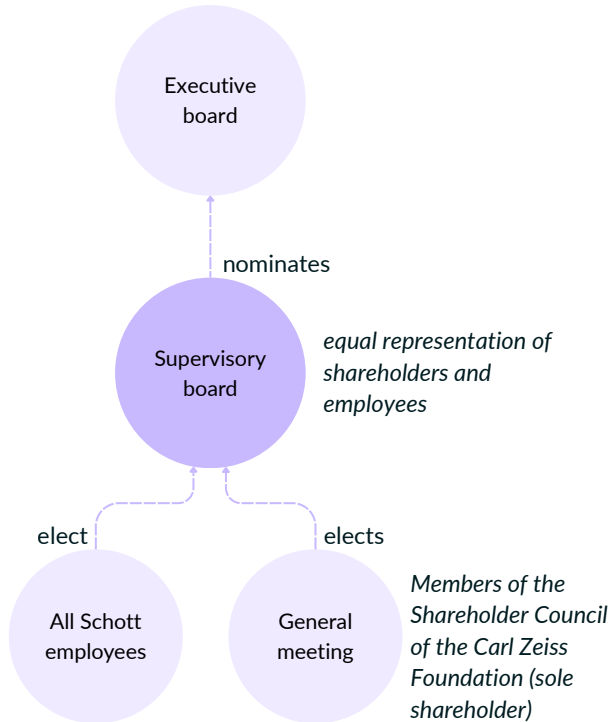 Executive
board
nominates
Supervisory
board
equal representation of
shareholders and
employees
elect
elects
All Schott
employees
General
meeting
Members of the
Shareholder Council
of the Carl Zeiss
Foundation (sole
shareholder)